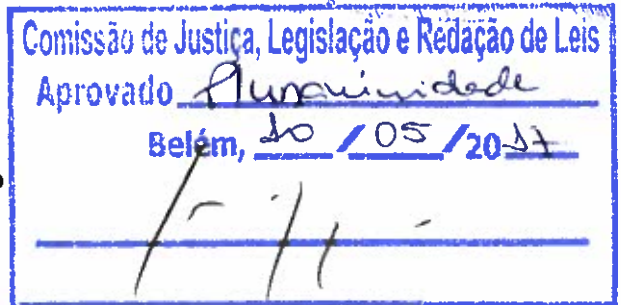 Comissão de Justiça, Legislação e Redação de Leis
Aprovado Á unanimidade
Belém, 10 / 05 / 2017